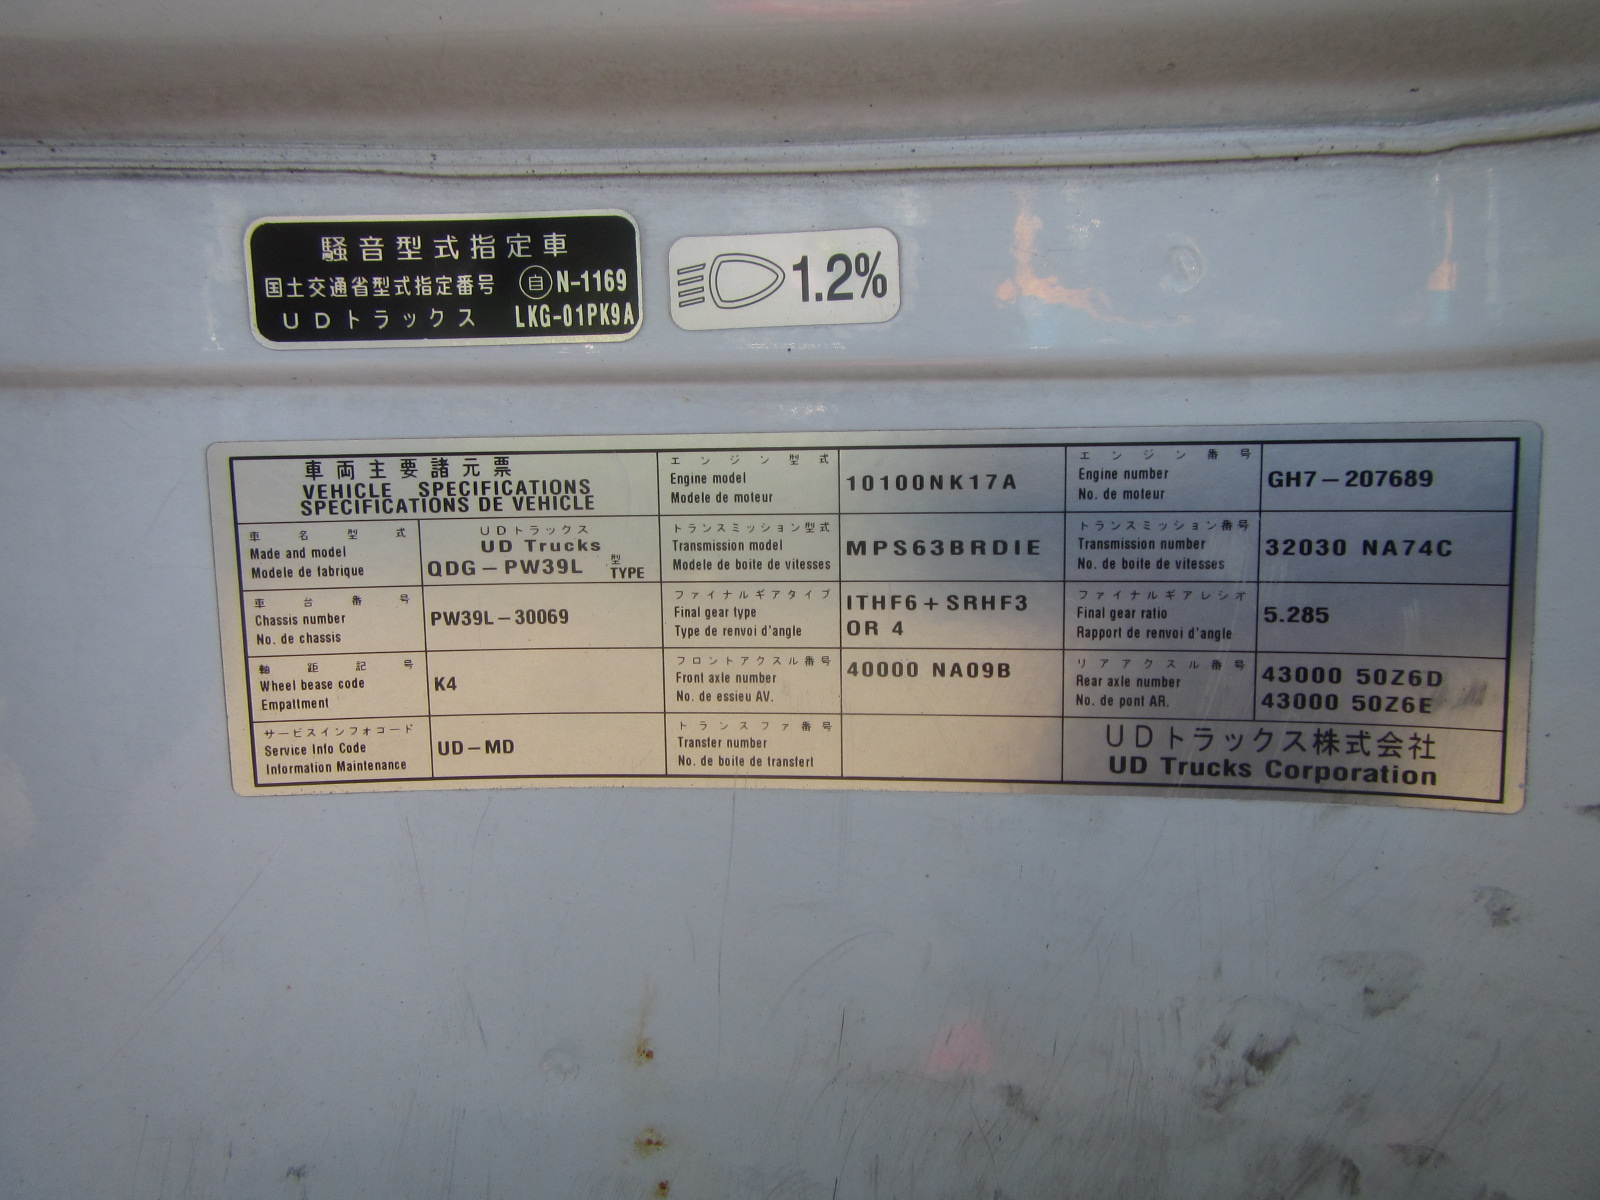 騒音型式指定車
国土交通省型式指定番号 自 N-1169
UDトラックス LKG-01PK9A
1.2%
車両主要諸元票
VEHICLE SPECIFICATIONS
SPECIFICATIONS DE VEHICLE
エンジン型式
Engine model
Modele de moteur
10100NK17A
エンジン番号
Engine number
No. de moteur
GH7-207689
車名型式
Made and model
Modele de fabrique
UDトラックス
UD Trucks
QDG-PW39L 型 TYPE
トランスミッション型式
Transmission model
Modele de boite de vitesses
MPS63BRDIE
トランスミッション番号
Transmission number
No. de boite de vitesses
32030 NA74C
車台番号
Chassis number
No. de chassis
PW39L-30069
ファイナルギアタイプ
Final gear type
Type de renvoi d'angle
ITHF6+SRHF3
OR 4
ファイナルギアレシオ
Final gear ratio
Rapport de renvoi d'angle
5.285
軸距記号
Wheel bease code
Empattment
K4
フロントアクスル番号
Front axle number
No. de essieu AV.
40000 NA09B
リアアクスル番号
Rear axle number
No. de pont AR.
43000 50Z6D
43000 50Z6E
サービスインフォコード
Service Info Code
Information Maintenance
UD-MD
トランスファ番号
Transfer number
No. de boite de transfert
UDトラックス株式会社
UD Trucks Corporation